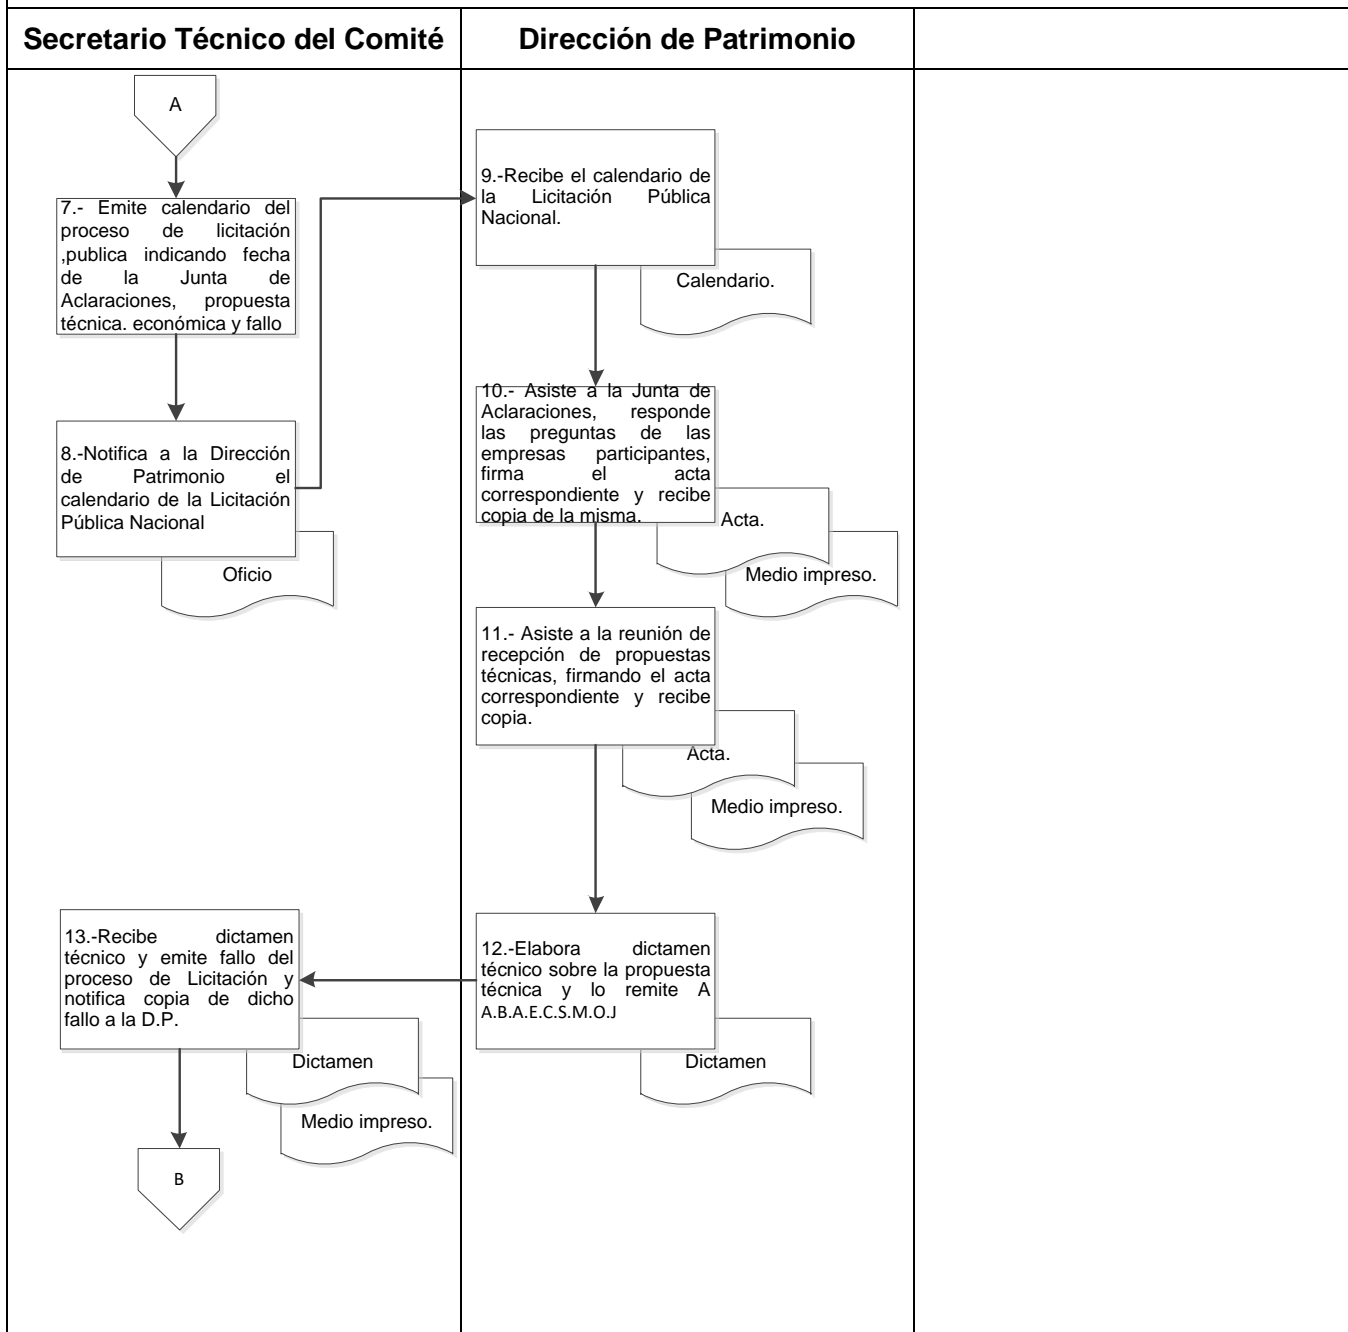 Secretario Técnico del Comité
Dirección de Patrimonio
A
7.- Emite calendario del
proceso de licitación
,publica indicando fecha
de la Junta de
Aclaraciones, propuesta
técnica. económica y fallo
8.-Notifica a la Dirección
de Patrimonio el
calendario de la Licitación
Pública Nacional
Oficio
9.-Recibe el calendario de
la Licitación Pública
Nacional.
Calendario.
10.- Asiste a la Junta de
Aclaraciones, responde
las preguntas de las
empresas participantes,
firma el acta
correspondiente y recibe
copia de la misma.
Acta.
Medio impreso.
11.- Asiste a la reunión de
recepción de propuestas
técnicas, firmando el acta
correspondiente y recibe
copia.
Acta.
Medio impreso.
12.-Elabora dictamen
técnico sobre la propuesta
técnica y lo remite A
A.B.A.E.C.S.M.O.J
Dictamen
13.-Recibe dictamen
técnico y emite fallo del
proceso de Licitación y
notifica copia de dicho
fallo a la D.P.
Dictamen
Medio impreso.
B